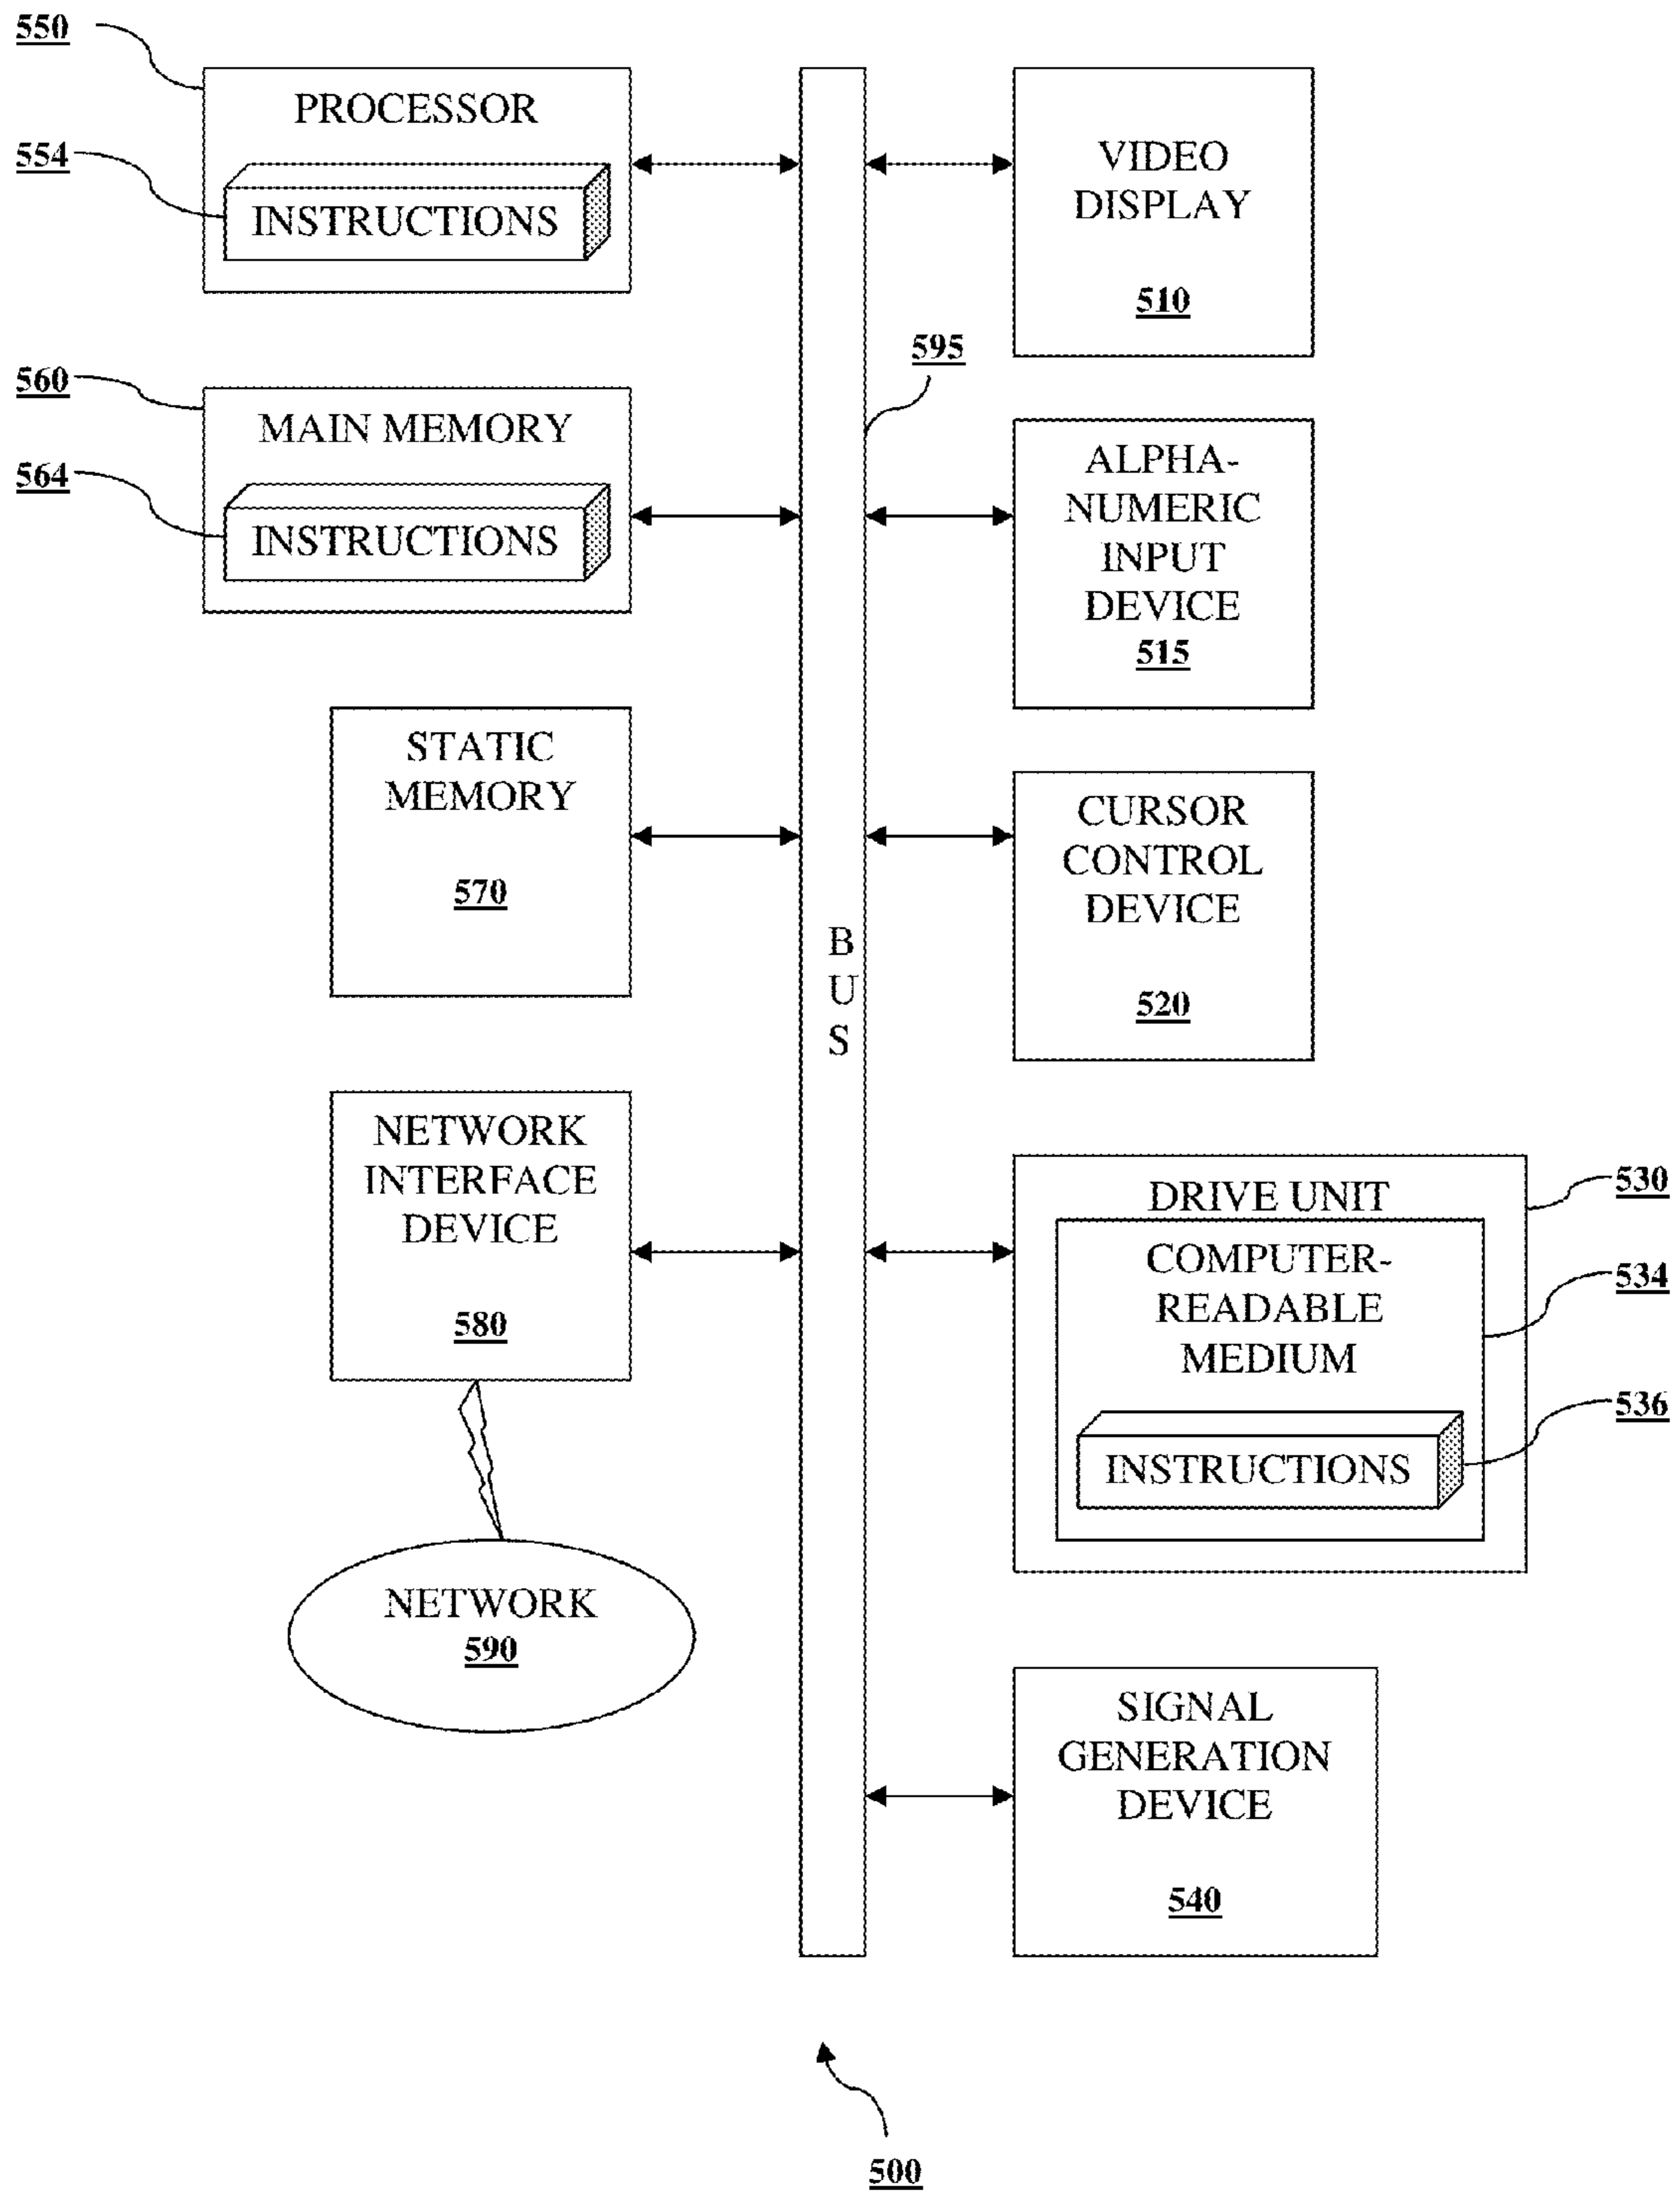 550
PROCESSOR
554
INSTRUCTIONS
560
MAIN MEMORY
564
INSTRUCTIONS
STATIC
MEMORY
570
NETWORK
INTERFACE
DEVICE
580
NETWORK
590
B
U
S
595
VIDEO
DISPLAY
510
ALPHA-
NUMERIC
INPUT
DEVICE
515
CURSOR
CONTROL
DEVICE
520
DRIVE UNIT
530
COMPUTER-
READABLE
MEDIUM
534
INSTRUCTIONS
536
SIGNAL
GENERATION
DEVICE
540
500